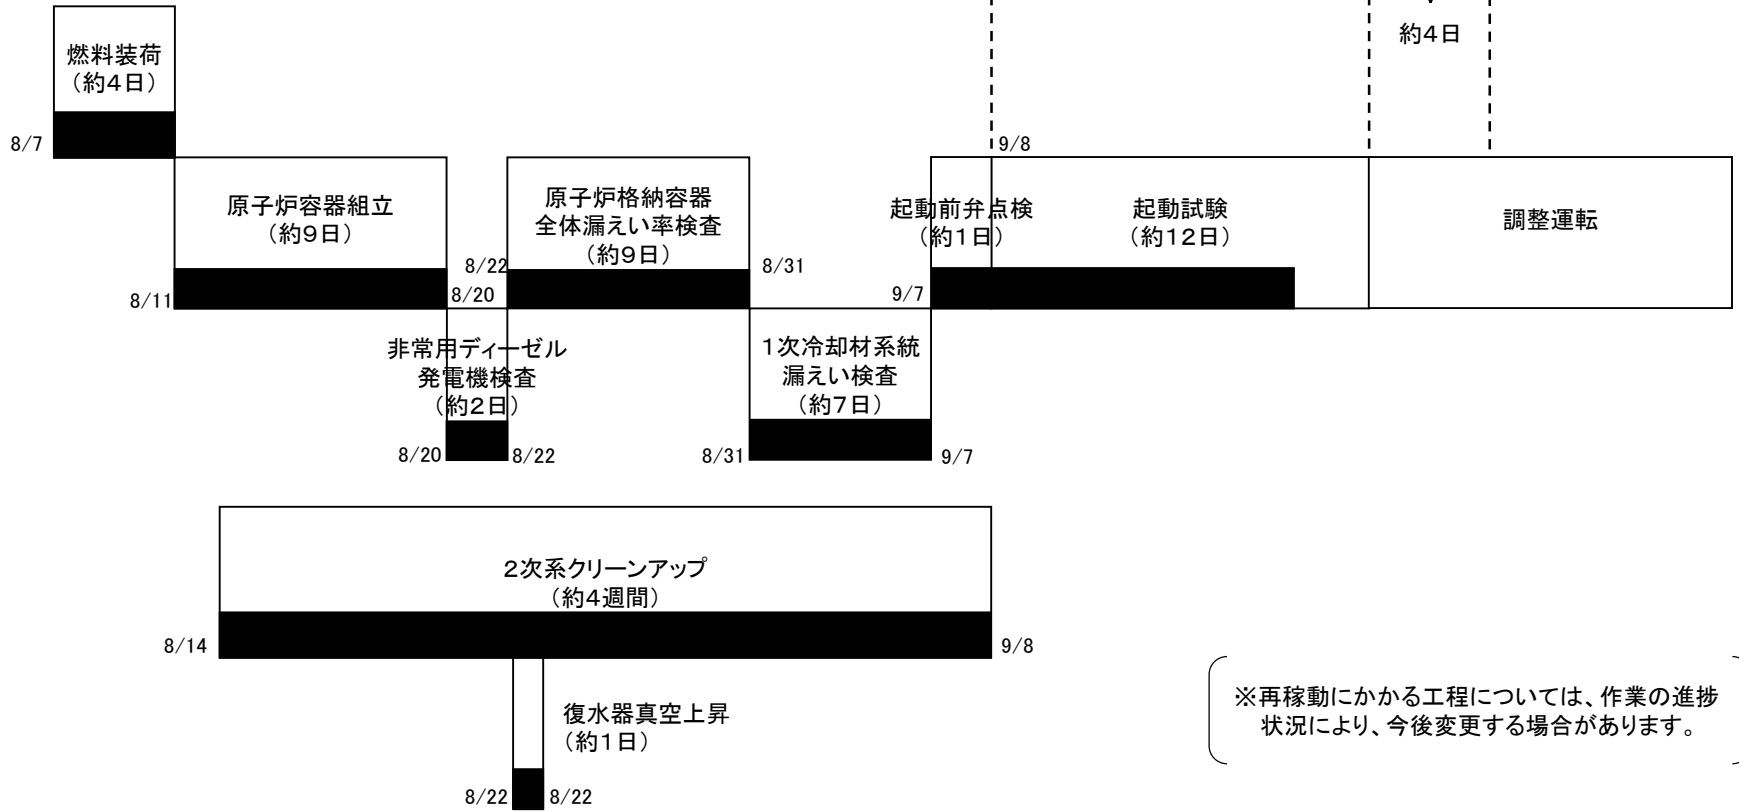 約４日
燃料装荷
（約４日）
8/7
9/8
原子炉容器組立
（約９日）
原子炉格納容器
全体漏えい率検査
（約９日）
起動前弁点検
（約１日）
起動試験
（約１２日）
調整運転
8/11
8/22
8/20
8/31
9/7
非常用ディーゼル
発電機検査
（約２日）
１次冷却材系統
漏えい検査
（約７日）
8/20
8/22
8/31
9/7
２次系クリーンアップ
（約４週間）
8/14
9/8
復水器真空上昇
（約１日）
8/22
8/22
※再稼動にかかる工程については、作業の進捗
状況により、今後変更する場合があります。